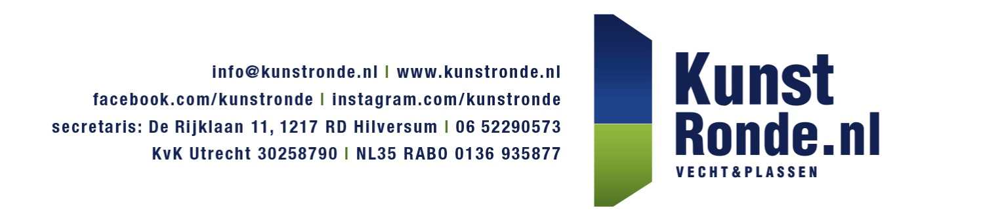 info@kunstronde.nl | www.kunstronde.nl
facebook.com/kunstronde | instagram.com/kunstronde
secretaris: De Rijklaan 11, 1217 RD Hilversum | 06 52290573
KvK Utrecht 30258790 | NL35 RABO 0136 935877
Kunst
Ronde.nl
VECHT&PLASSEN